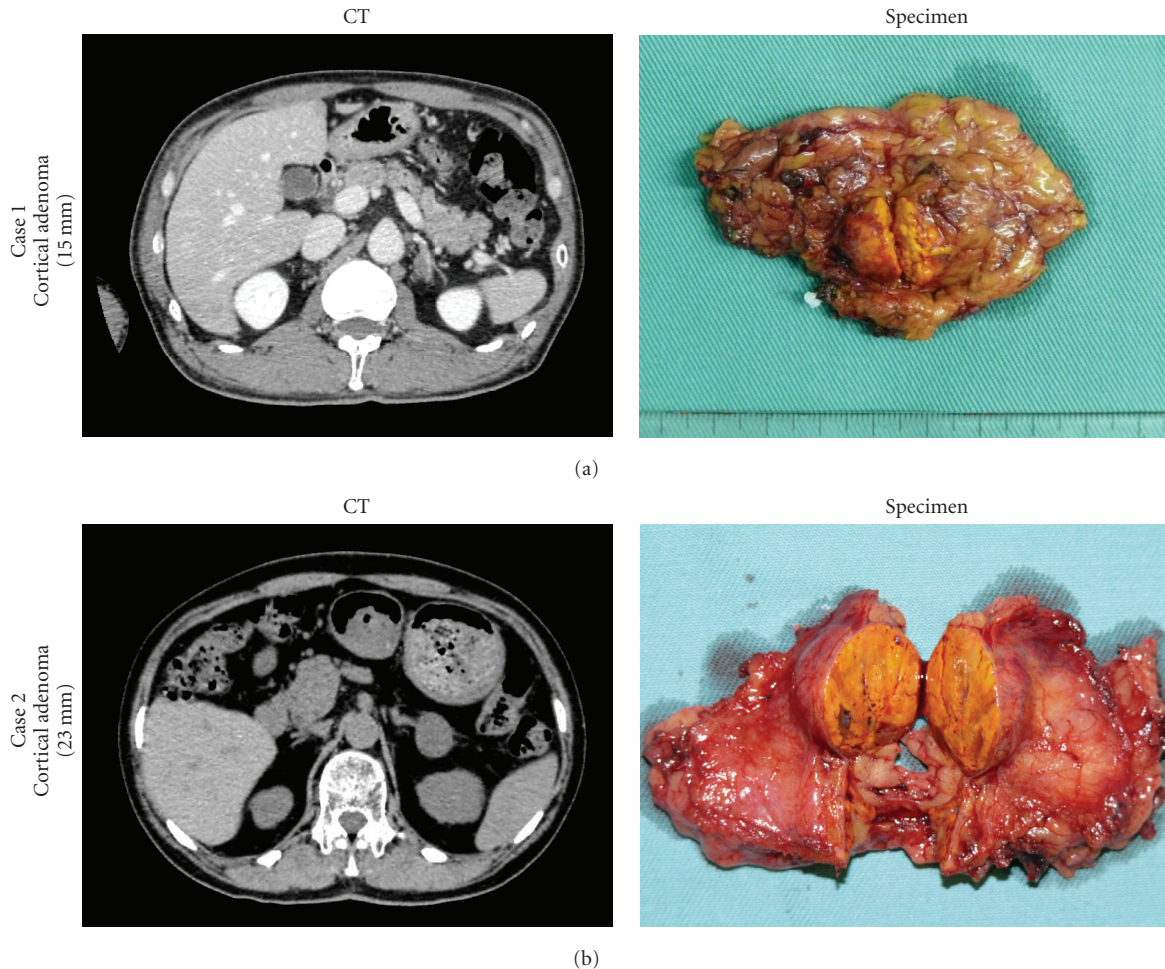 CT
Specimen
Case 1
Cortical adenoma
(15 mm)
(a)
CT
Specimen
Case 2
Cortical adenoma
(23 mm)
(b)